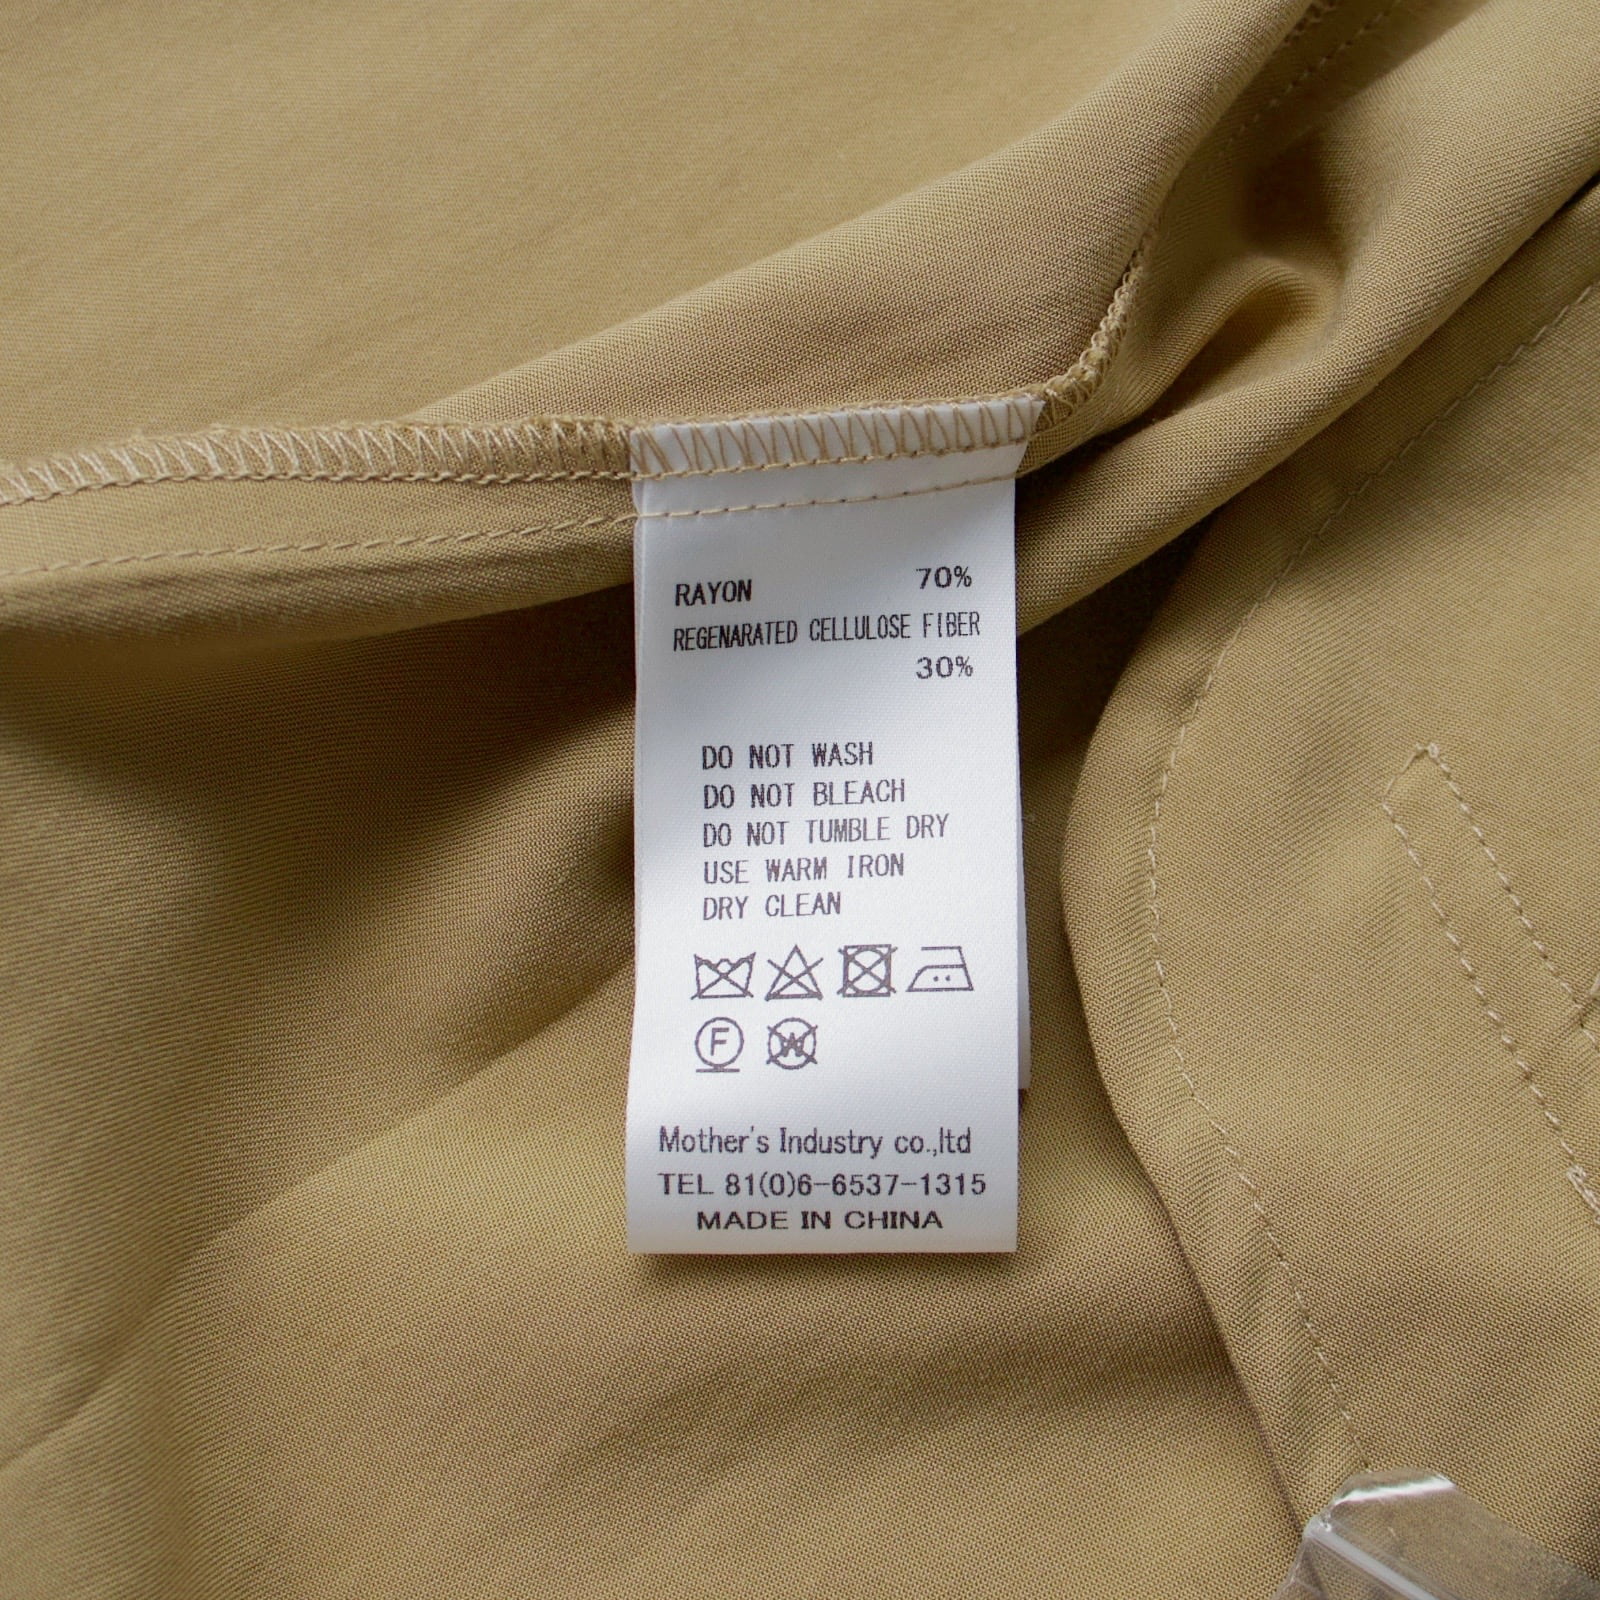 RAYON 70%
REGENARATED CELLULOSE FIBER
30%
DO NOT WASH
DO NOT BLEACH
DO NOT TUMBLE DRY
USE WARM IRON
DRY CLEAN
F W
Mother's Industry co.,ltd
TEL 81(0)6-6537-1315
MADE IN CHINA